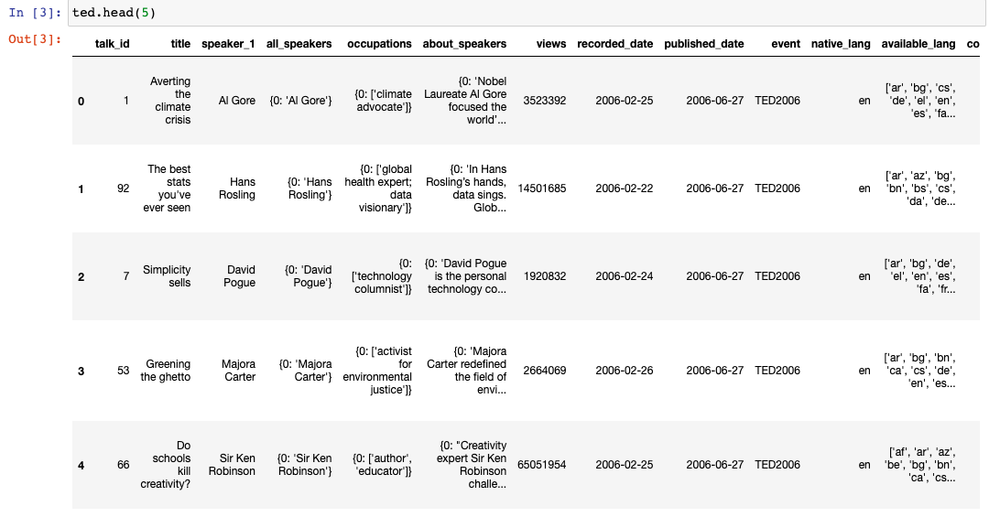 In [3]: ted.head(5)
Out[3]:
talk_id title speaker_1 all_speakers occupations about_speakers views recorded_date published_date event native_lang available_lang co
0 1 Averting the climate crisis Al Gore {0: 'Al Gore'} {0: ['climate advocate']} {0: 'Nobel Laureate Al Gore focused the world'... 3523392 2006-02-25 2006-06-27 TED2006 en ['ar', 'bg', 'cs', 'de', 'el', 'en', 'es', 'fa...
1 92 The best stats you've ever seen Hans Rosling {0: 'Hans Rosling'} {0: ['global health expert; data visionary']} {0: 'In Hans Rosling's hands, data sings. Glob... 14501685 2006-02-22 2006-06-27 TED2006 en ['ar', 'az', 'bg', 'bn', 'bs', 'cs', 'da', 'de...
2 7 Simplicity sells David Pogue {0: 'David Pogue'} {0: ['technology columnist']} {0: 'David Pogue is the personal technology co... 1920832 2006-02-24 2006-06-27 TED2006 en ['ar', 'bg', 'de', 'el', 'en', 'es', 'fa', 'fr...
3 53 Greening the ghetto Majora Carter {0: 'Majora Carter'} {0: ['activist for environmental justice']} {0: 'Majora Carter redefined the field of envi... 2664069 2006-02-26 2006-06-27 TED2006 en ['ar', 'bg', 'bn', 'ca', 'cs', 'de', 'en', 'es...
4 66 Do schools kill creativity? Sir Ken Robinson {0: 'Sir Ken Robinson'} {0: ['author', 'educator']} {0: "Creativity expert Sir Ken Robinson challe... 65051954 2006-02-25 2006-06-27 TED2006 en ['af', 'ar', 'az', 'be', 'bg', 'bn', 'ca', 'cs...